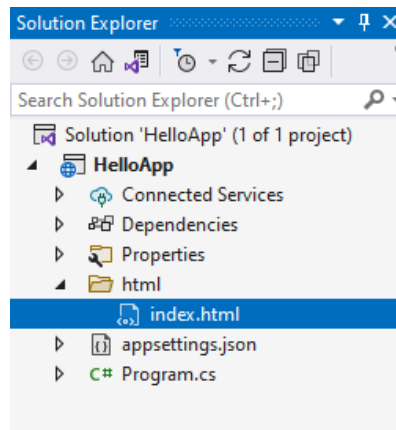 Solution Explorer
Search Solution Explorer (Ctrl+;)
Solution 'HelloApp' (1 of 1 project)
HelloApp
Connected Services
Dependencies
Properties
html
index.html
appsettings.json
C# Program.cs